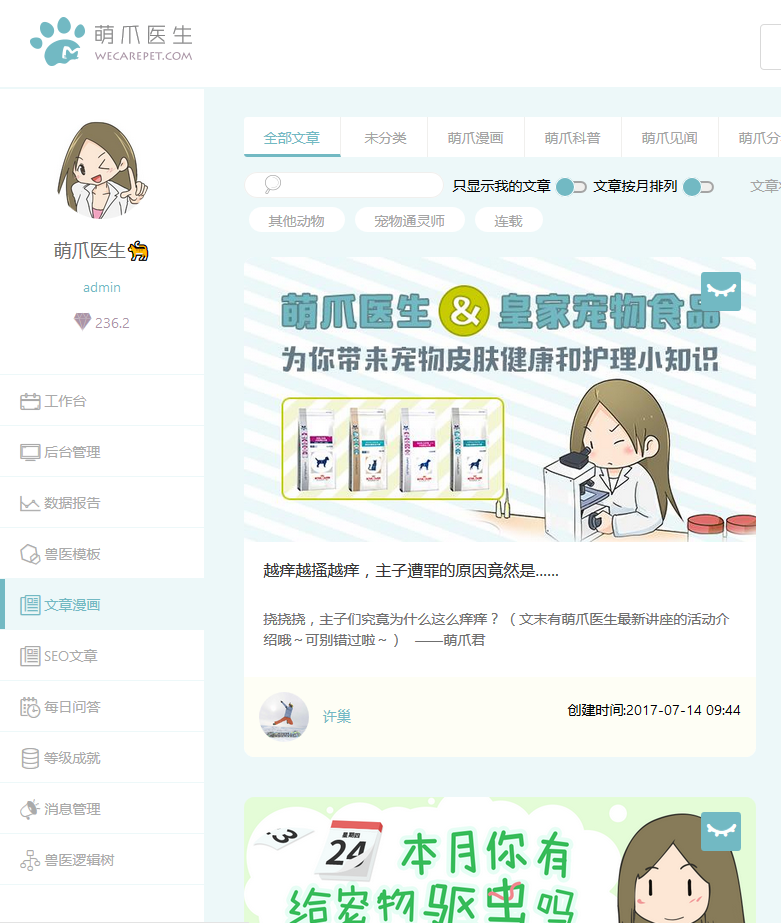 萌爪医生
WECAREPET.COM
萌爪医生
admin
236.2
工作台
后台管理
数据报告
兽医模板
文章漫画
SEO文章
每日问答
等级成就
消息管理
兽医逻辑树
全部文章 未分类 萌爪漫画 萌爪科普 萌爪见闻 萌爪分
只显示我的文章 文章按月排列 文章
其他动物 宠物通灵师 连载
萌爪医生 & 皇家宠物食品
为你带来宠物皮肤健康和护理小知识
越痒越搔越痒，主子遭罪的原因竟然是......
挠挠挠，主子们究竟为什么这么痒痒？（文末有萌爪医生最新讲座的活动介
绍哦～可别错过啦～） ——萌爪君
许巢
创建时间:2017-07-14 09:44
3
星期四
24
本月你有
给宠物驱虫吗